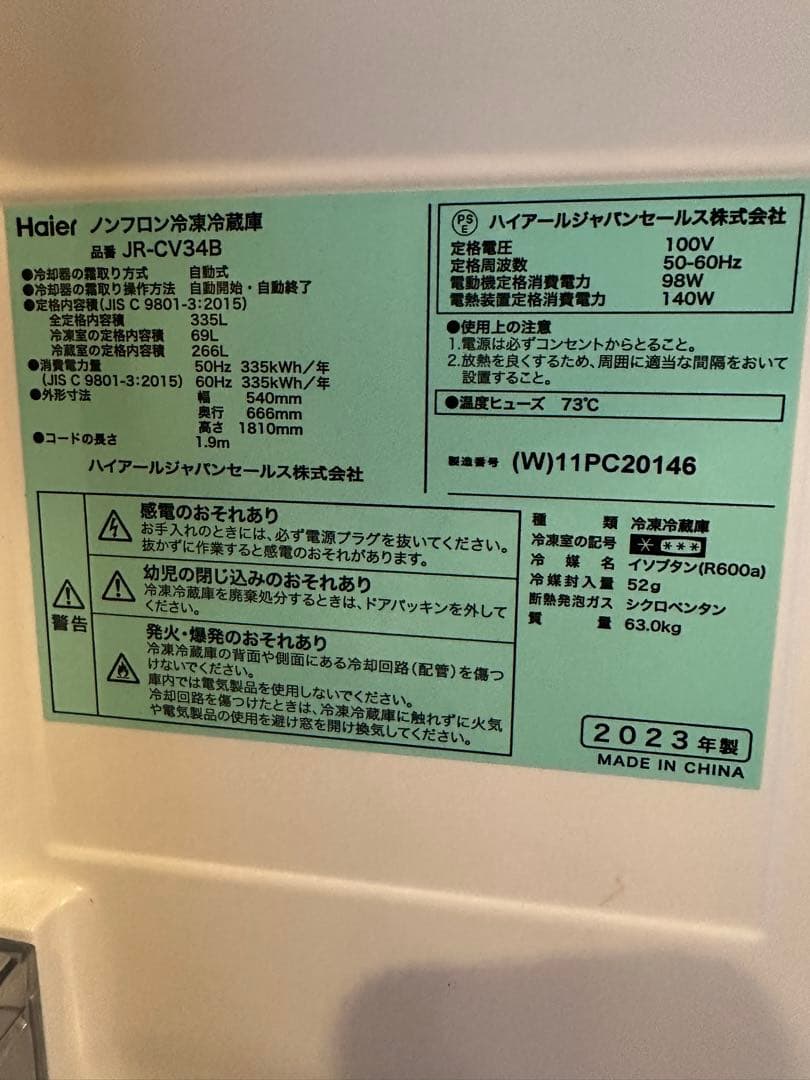 Haier ノンフロン冷凍冷蔵庫
品番 JR-CV34B
●冷却器の霜取り方式 自動式
●冷却器の霜取り操作方法 自動開始・自動終了
●定格内容積(JIS C 9801-3:2015)
全定格内容積 335L
冷凍室の定格内容積 69L
冷蔵室の定格内容積 266L
●消費電力量 50Hz 335kWh/年
(JIS C 9801-3:2015) 60Hz 335kWh/年
●外形寸法 幅 540mm
奥行 666mm
高さ 1810mm
●コードの長さ 1.9m
ハイアールジャパンセールス株式会社
PSE ハイアールジャパンセールス株式会社
定格電圧 100V
定格周波数 50-60Hz
電動機定格消費電力 98W
電熱装置定格消費電力 140W
●使用上の注意
1.電源は必ずコンセントからとること。
2.放熱を良くするため、周囲に適当な間隔をおいて
設置すること。
●温度ヒューズ 73℃
製造番号 (W)11PC20146
警告
感電のおそれあり
お手入れのときには、必ず電源プラグを抜いてください。
抜かずに作業すると感電のおそれがあります。
幼児の閉じ込めのおそれあり
冷凍冷蔵庫を廃棄処分するときは、ドアパッキンを外して
ください。
発火・爆発のおそれあり
冷凍冷蔵庫の背面や側面にある冷却回路(配管)を傷つ
けないでください。
庫内では電気製品を使用しないでください。
冷却回路を傷つけたときは、冷凍冷蔵庫に触れずに火気
や電気製品の使用を避け窓を開け換気してください。
種類 冷凍冷蔵庫
冷凍室の記号 * ***
冷媒名 イソブタン(R600a)
冷媒封入量 52g
断熱発泡ガス シクロペンタン
質量 63.0kg
2023年製
MADE IN CHINA